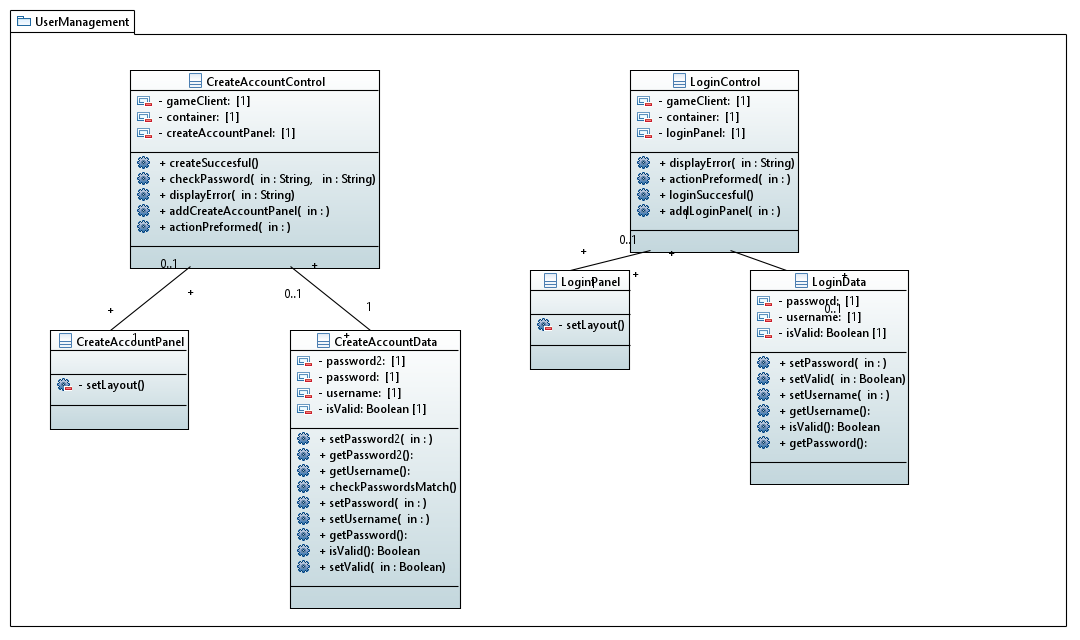 UserManagement
CreateAccountControl
- gameClient: [1]
- container: [1]
- createAccountPanel: [1]
+ createSuccesful()
+ checkPassword( in : String, in : String)
+ displayError( in : String)
+ addCreateAccountPanel( in : )
+ actionPreformed( in : )
LoginControl
- gameClient: [1]
- container: [1]
- loginPanel: [1]
+ displayError( in : String)
+ actionPreformed( in : )
+ loginSuccesful()
+ addLoginPanel( in : )
0..1
+
+
+
0..1
1
+
0..1
+
+
+
+
1
CreateAccountPanel
- setLayout()
CreateAccountData
- password2: [1]
- password: [1]
- username: [1]
- isValid: Boolean [1]
+ setPassword2( in : )
+ getPassword2():
+ getUsername():
+ checkPasswordsMatch()
+ setPassword( in : )
+ setUsername( in : )
+ getPassword():
+ isValid(): Boolean
+ setValid( in : Boolean)
LoginPanel
- setLayout()
LoginData
- password: [1]
0..1
- username: [1]
- isValid: Boolean [1]
+ setPassword( in : )
+ setValid( in : Boolean)
+ setUsername( in : )
+ getUsername():
+ isValid(): Boolean
+ getPassword():